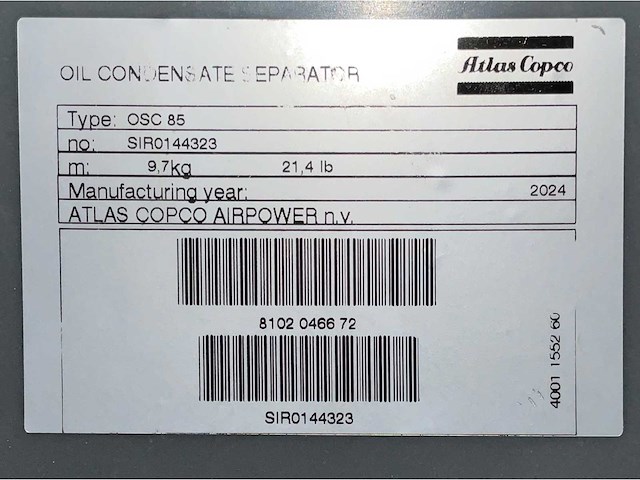 OIL CONDENSATE SEPARATOR
Atlas Copco
Type: OSC 85
no: SIR0144323
m: 9,7kg 21,4 lb
Manufacturing year: 2024
ATLAS COPCO AIRPOWER n.v.
8102 0466 72
SIR0144323
4001 1552 60